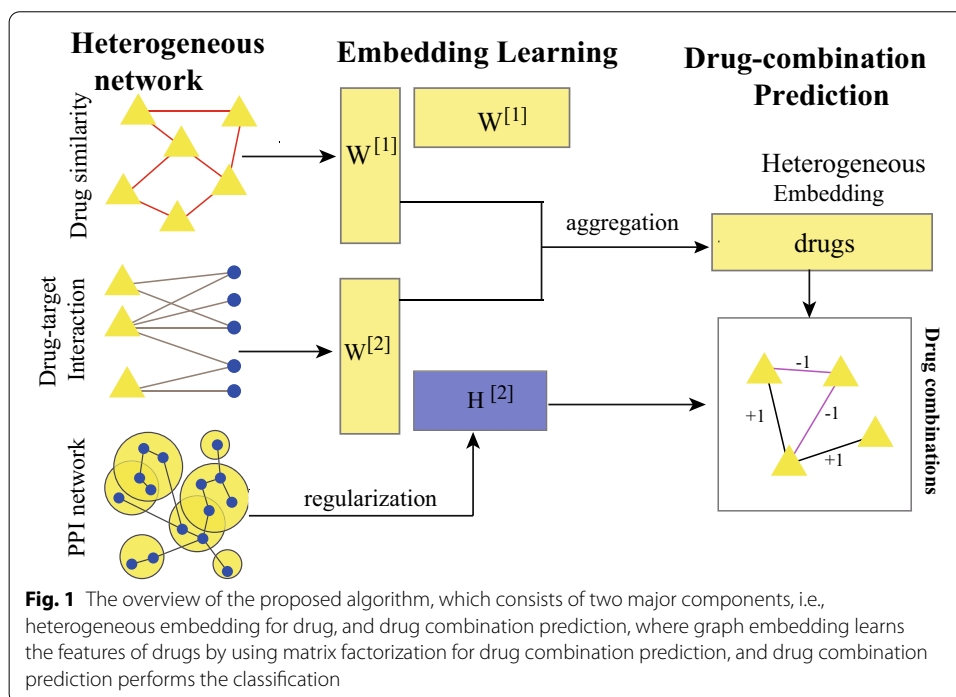 Heterogeneous
network
Embedding Learning
Drug-combination
Prediction
Drug similarity
W[1]
W[1]
Heterogeneous
Embedding
aggregation
drugs
Drug-target
Interaction
W[2]
H [2]
Drug combinations
-1
-1
+1
+1
PPI network
regularization
Fig. 1 The overview of the proposed algorithm, which consists of two major components, i.e.,
heterogeneous embedding for drug, and drug combination prediction, where graph embedding learns
the features of drugs by using matrix factorization for drug combination prediction, and drug combination
prediction performs the classification